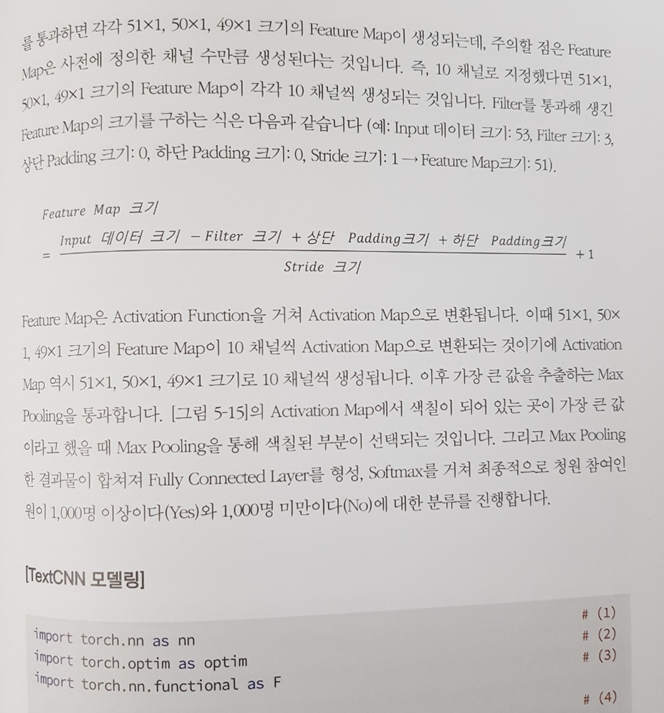 를 통과하면 각각 51×1, 50×1, 49×1 크기의 Feature Map이 생성되는데, 주의할 점은 Feature
Map은 사전에 정의한 채널 수만큼 생성된다는 것입니다. 즉, 10 채널로 지정했다면 51×1,
50×1, 49×1 크기의 Feature Map이 각각 10 채널씩 생성되는 것입니다. Filter를 통과해 생긴
Feature Map의 크기를 구하는 식은 다음과 같습니다 (예: Input 데이터 크기: 53, Filter 크기: 3,
상단 Padding 크기: 0, 하단 Padding 크기: 0, Stride 크기: 1 → Feature Map크기: 51).
Feature Map 크기
Input 데이터 크기 − Filter 크기 + 상단 Padding크기 + 하단 Padding크기
= + 1
Stride 크기
Feature Map은 Activation Function을 거쳐 Activation Map으로 변환됩니다. 이때 51×1, 50×
1, 49×1 크기의 Feature Map이 10 채널씩 Activation Map으로 변환되는 것이기에 Activation
Map 역시 51×1, 50×1, 49×1 크기로 10 채널씩 생성됩니다. 이후 가장 큰 값을 추출하는 Max
Pooling을 통과합니다. [그림 5-15]의 Activation Map에서 색칠이 되어 있는 곳이 가장 큰 값
이라고 했을 때 Max Pooling을 통해 색칠된 부분이 선택되는 것입니다. 그리고 Max Pooling
한 결과물이 합쳐져 Fully Connected Layer를 형성, Softmax를 거쳐 최종적으로 청원 참여인
원이 1,000명 이상이다(Yes)와 1,000명 미만이다(No)에 대한 분류를 진행합니다.
[TextCNN 모델링]
# (1)
import torch.nn as nn # (2)
import torch.optim as optim # (3)
import torch.nn.functional as F
# (4)